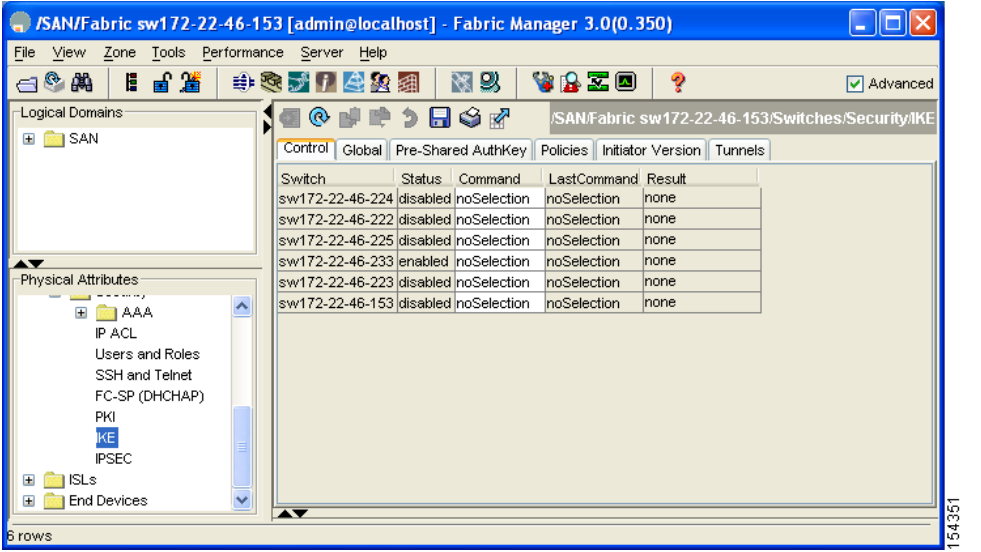 /SAN/Fabric sw172-22-46-153 [admin@localhost] - Fabric Manager 3.0(0.350)
File View Zone Tools Performance Server Help
Advanced
Logical Domains
SAN
/SAN/Fabric sw172-22-46-153/Switches/Security/IKE
Control Global Pre-Shared AuthKey Policies Initiator Version Tunnels
Switch Status Command LastCommand Result
sw172-22-46-224 disabled noSelection noSelection none
sw172-22-46-222 disabled noSelection noSelection none
sw172-22-46-225 disabled noSelection noSelection none
sw172-22-46-233 enabled noSelection noSelection none
sw172-22-46-223 disabled noSelection noSelection none
sw172-22-46-153 disabled noSelection noSelection none
Physical Attributes
AAA
IP ACL
Users and Roles
SSH and Telnet
FC-SP (DHCHAP)
PKI
IKE
IPSEC
ISLs
End Devices
6 rows
154351